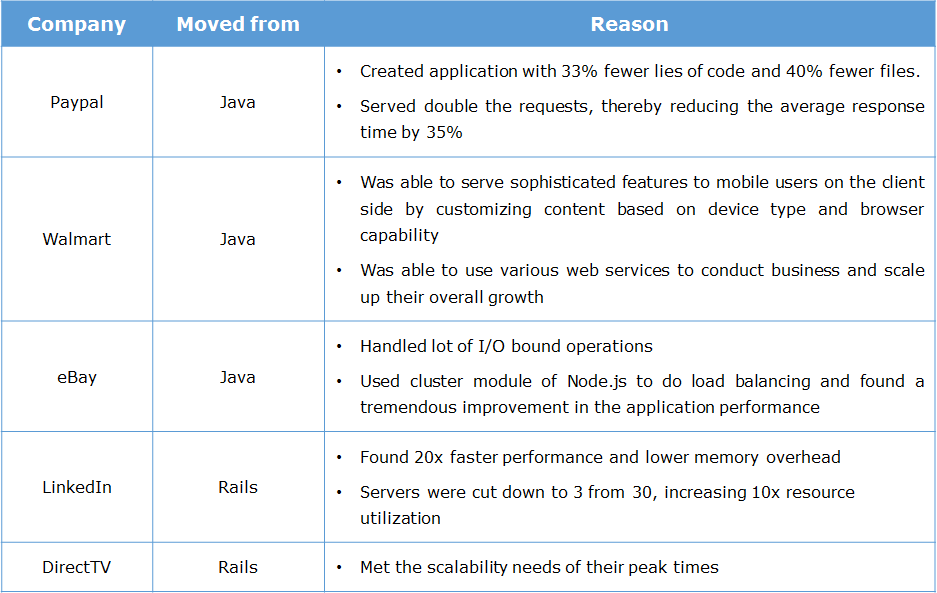 Company Moved from Reason
Paypal Java
• Created application with 33% fewer lies of code and 40% fewer files.
• Served double the requests, thereby reducing the average response
time by 35%
Walmart Java
• Was able to serve sophisticated features to mobile users on the client
side by customizing content based on device type and browser
capability
• Was able to use various web services to conduct business and scale
up their overall growth
eBay Java
• Handled lot of I/O bound operations
• Used cluster module of Node.js to do load balancing and found a
tremendous improvement in the application performance
LinkedIn Rails
• Found 20x faster performance and lower memory overhead
• Servers were cut down to 3 from 30, increasing 10x resource
utilization
DirectTV Rails
• Met the scalability needs of their peak times